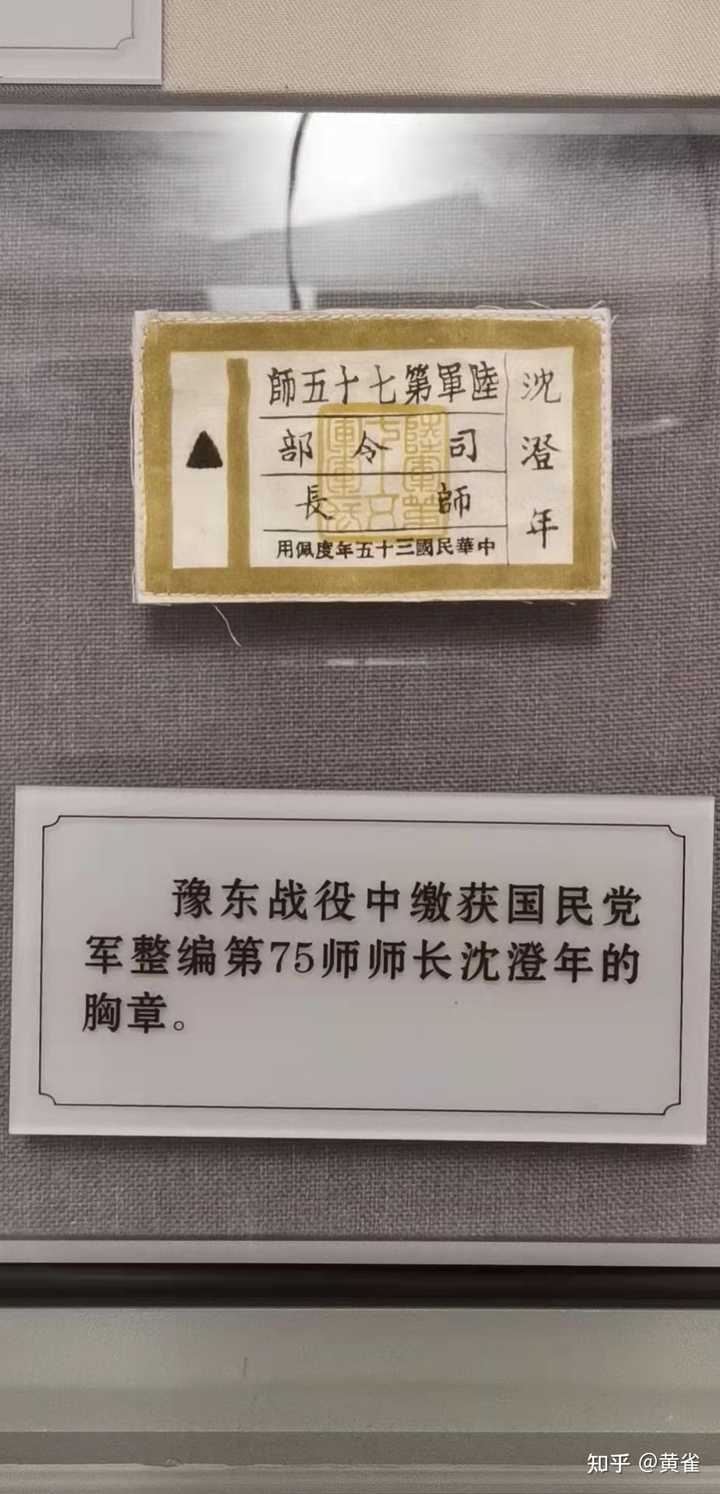 沈澄年
陸軍第七十五師
司令部
師長
中華民國三十五年度佩用
豫东战役中缴获国民党
军整编第75师师长沈澄年的
胸章。
知乎 @黄雀